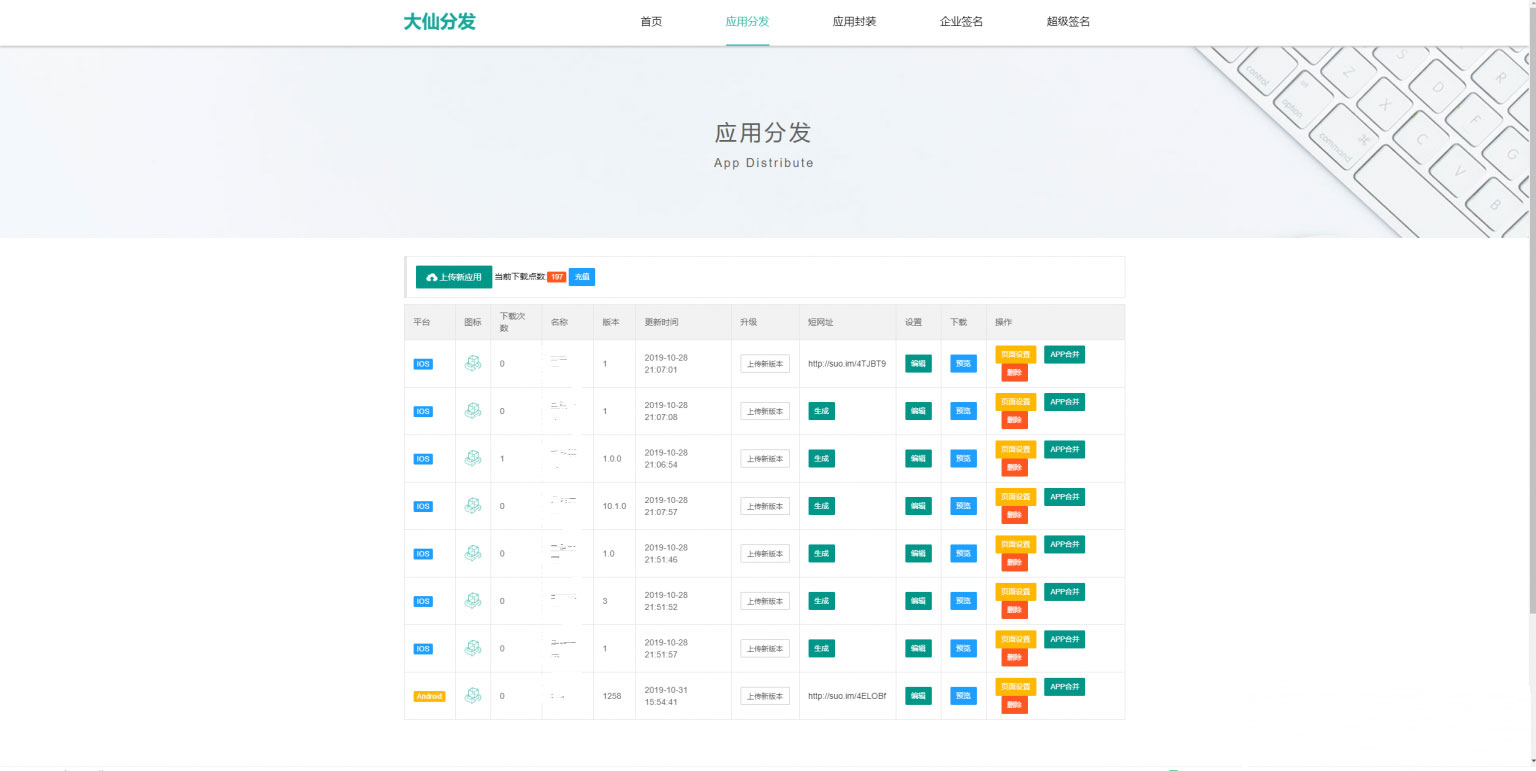 大仙分发
首页 应用分发 应用封装 企业签名 超级签名
应用分发
App Distribute
上传新应用 当前下载点数 197 充值
平台 图标 下载次数 名称 版本 更新时间 升级 短网址 设置 下载 操作
IOS 0 1 2019-10-28 21:07:01 上传新版本 http://suo.im/4TJBT9 编辑 预览 页面设置 APP合并 删除
IOS 0 1 2019-10-28 21:07:08 上传新版本 生成 编辑 预览 页面设置 APP合并 删除
IOS 1 1.0.0 2019-10-28 21:06:54 上传新版本 生成 编辑 预览 页面设置 APP合并 删除
IOS 0 10.1.0 2019-10-28 21:07:57 上传新版本 生成 编辑 预览 页面设置 APP合并 删除
IOS 0 1.0 2019-10-28 21:51:46 上传新版本 生成 编辑 预览 页面设置 APP合并 删除
IOS 0 3 2019-10-28 21:51:52 上传新版本 生成 编辑 预览 页面设置 APP合并 删除
IOS 0 1 2019-10-28 21:51:57 上传新版本 生成 编辑 预览 页面设置 APP合并 删除
Android 0 1258 2019-10-31 15:54:41 上传新版本 http://suo.im/4ELOBf 编辑 预览 页面设置 APP合并 删除
control option command
S Z D X R F C G V B